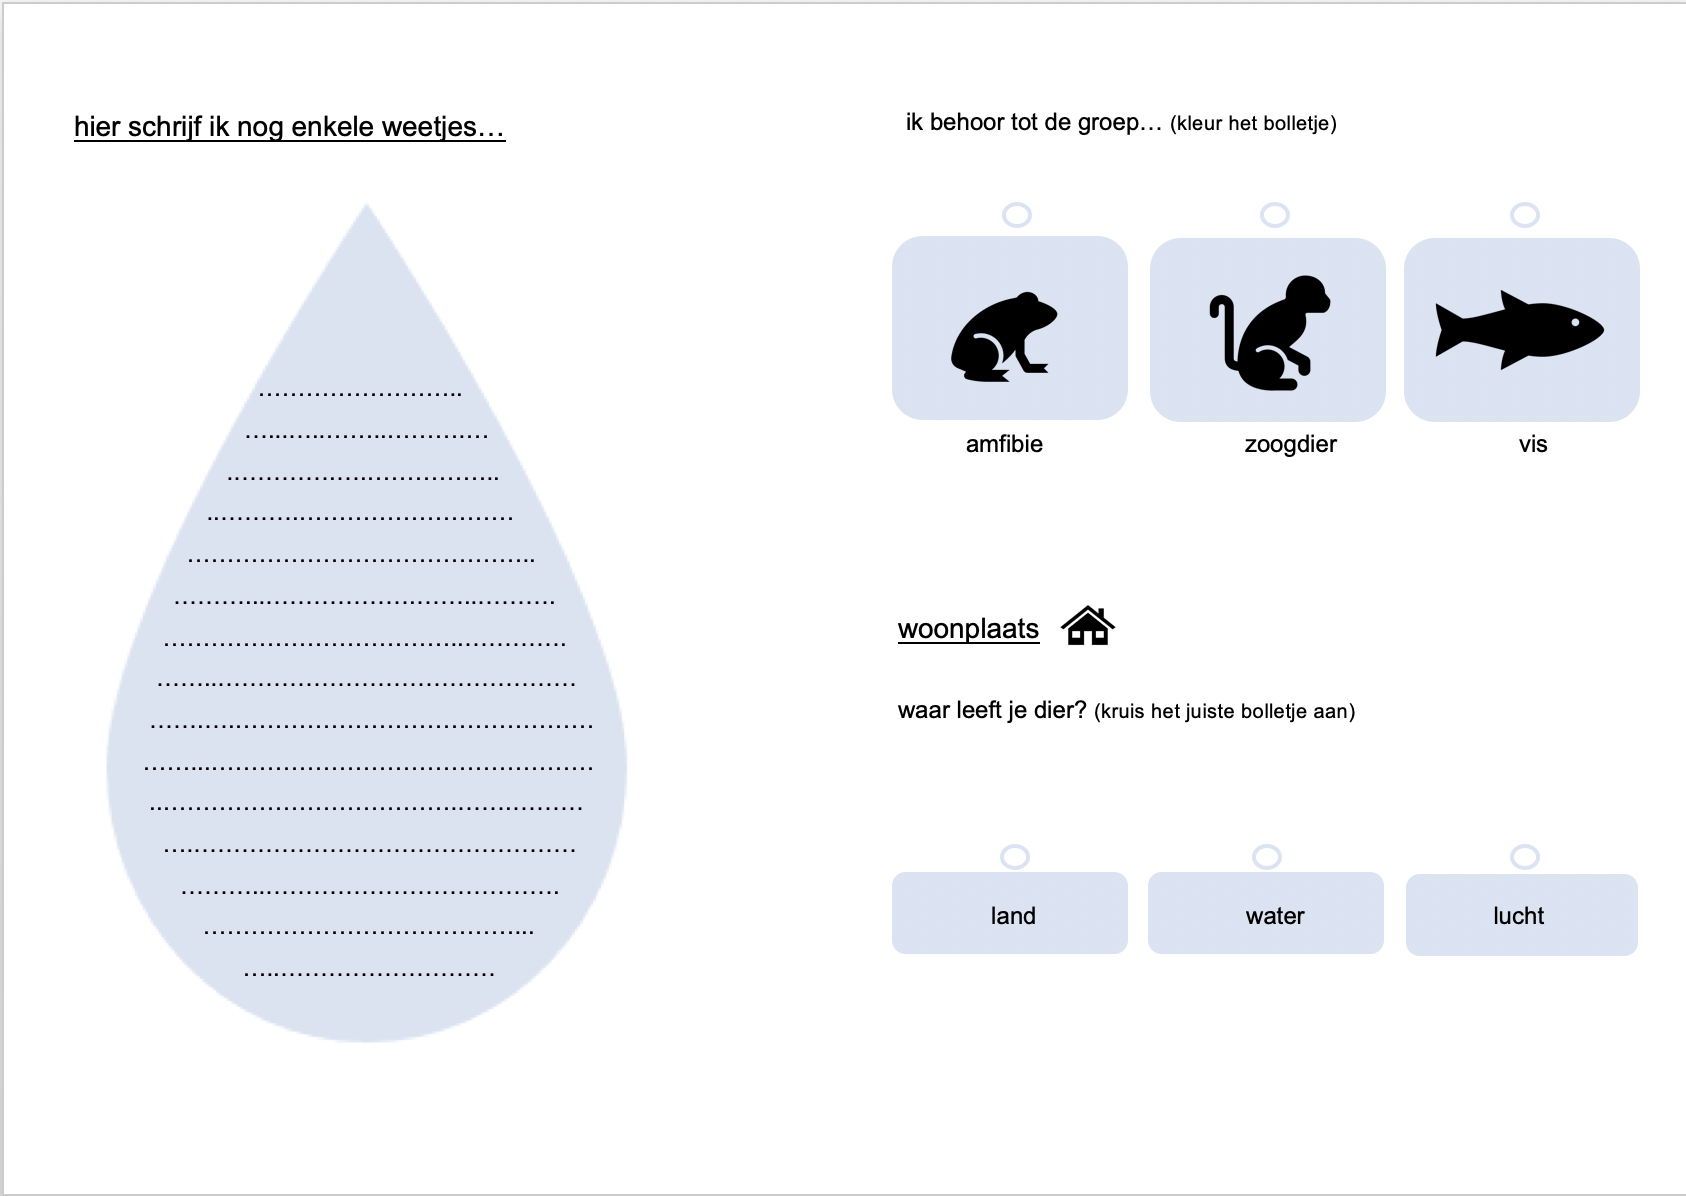 hier schrijf ik nog enkele weetjes…
ik behoor tot de groep… (kleur het bolletje)
amfibie
zoogdier
vis
woonplaats
waar leeft je dier? (kruis het juiste bolletje aan)
land
water
lucht